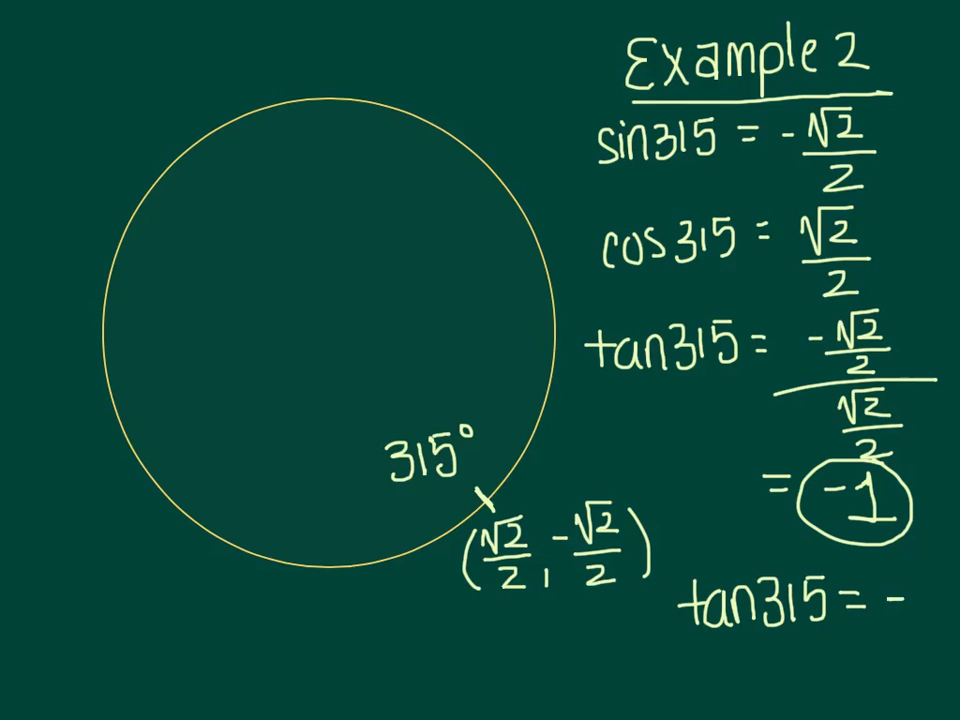 Example 2
sin315 = -√2/2
cos315 = √2/2
tan315 = -√2/2
√2/2
= -1
315°
(√2/2, -√2/2)
tan315 = -